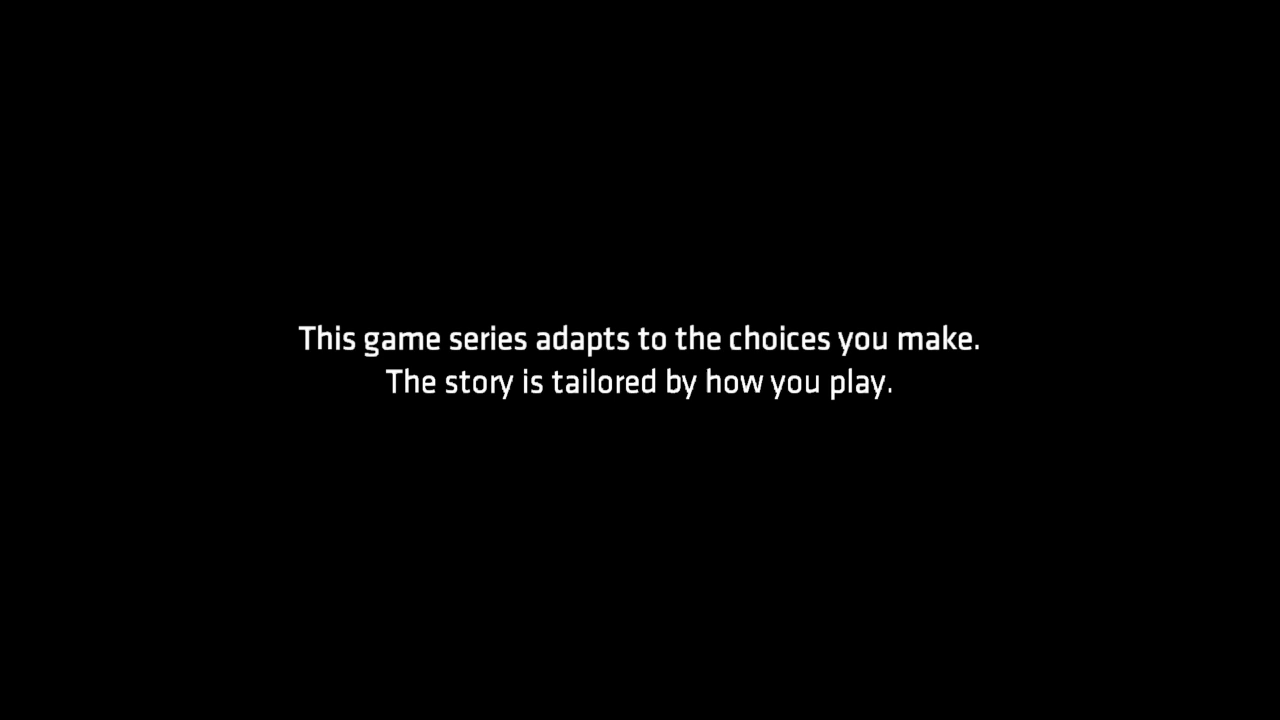 This game series adapts to the choices you make.
The story is tailored by how you play.